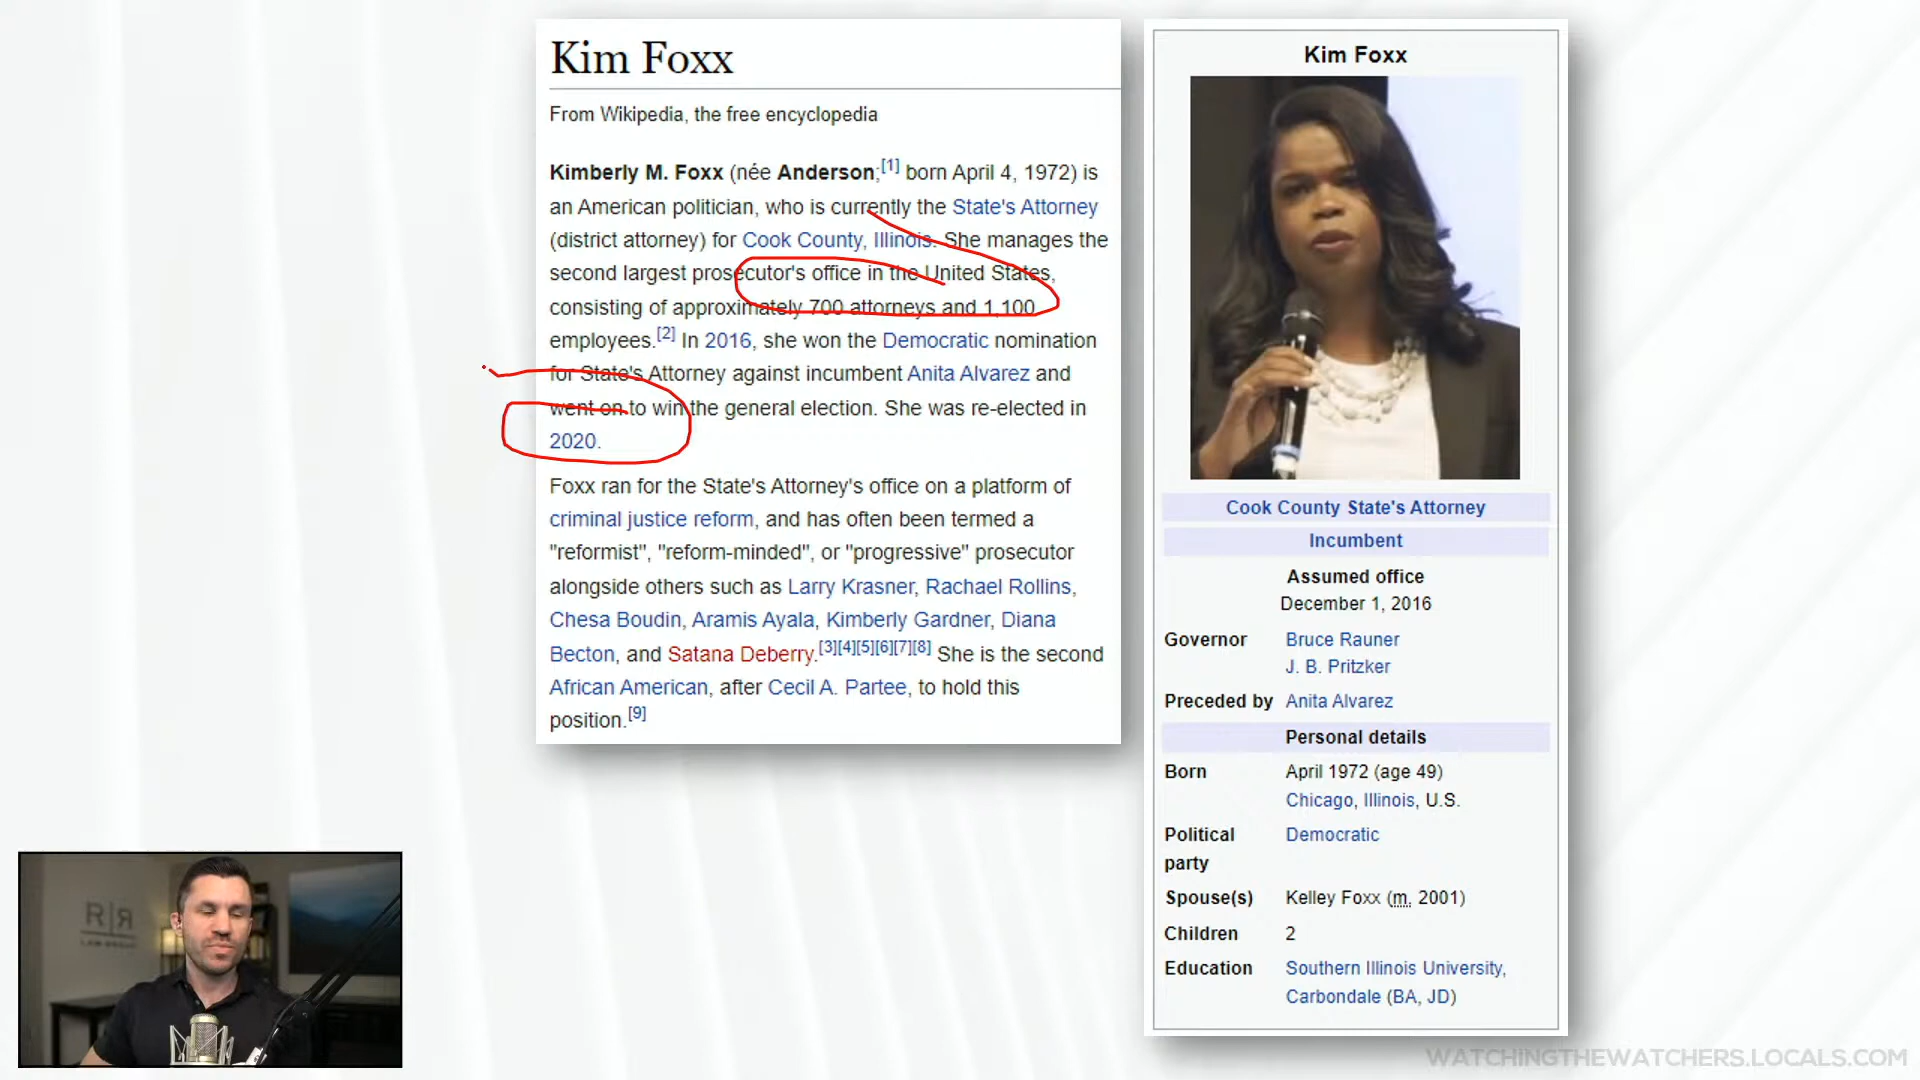 Kim Foxx
From Wikipedia, the free encyclopedia
Kimberly M. Foxx (née Anderson;[1] born April 4, 1972) is
an American politician, who is currently the State's Attorney
(district attorney) for Cook County, Illinois. She manages the
second largest prosecutor's office in the United States,
consisting of approximately 700 attorneys and 1,100
employees.[2] In 2016, she won the Democratic nomination
for State's Attorney against incumbent Anita Alvarez and
went on to win the general election. She was re-elected in
2020.
Foxx ran for the State's Attorney's office on a platform of
criminal justice reform, and has often been termed a
"reformist", "reform-minded", or "progressive" prosecutor
alongside others such as Larry Krasner, Rachael Rollins,
Chesa Boudin, Aramis Ayala, Kimberly Gardner, Diana
Becton, and Satana Deberry.[3][4][5][6][7][8] She is the second
African American, after Cecil A. Partee, to hold this
position.[9]
Kim Foxx
Cook County State's Attorney
Incumbent
Assumed office
December 1, 2016
Governor Bruce Rauner
J. B. Pritzker
Preceded by Anita Alvarez
Personal details
Born April 1972 (age 49)
Chicago, Illinois, U.S.
Political party Democratic
Spouse(s) Kelley Foxx (m. 2001)
Children 2
Education Southern Illinois University,
Carbondale (BA, JD)
R|R
LAW GROUP
WATCHINGTHEWATCHERS.LOCALS.COM